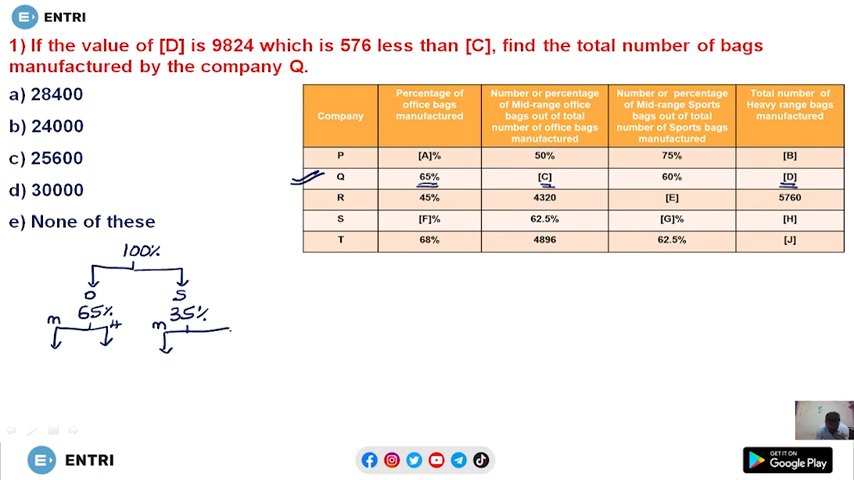 ENTRI
1) If the value of [D] is 9824 which is 576 less than [C], find the total number of bags
manufactured by the company Q.
a) 28400
b) 24000
c) 25600
d) 30000
e) None of these
Company
Percentage of
office bags
manufactured
Number or percentage
of Mid-range office
bags out of total
number of office bags
manufactured
Number or percentage
of Mid-range Sports
bags out of total
number of Sports bags
manufactured
Total number of
Heavy range bags
manufactured
P [A]% 50% 75% [B]
Q 65% [C] 60% [D]
R 45% 4320 [E] 5760
S [F]% 62.5% [G]% [H]
T 68% 4896 62.5% [J]
100%
O S
65% 35%
m H m
ENTRI
GET IT ON
Google Play